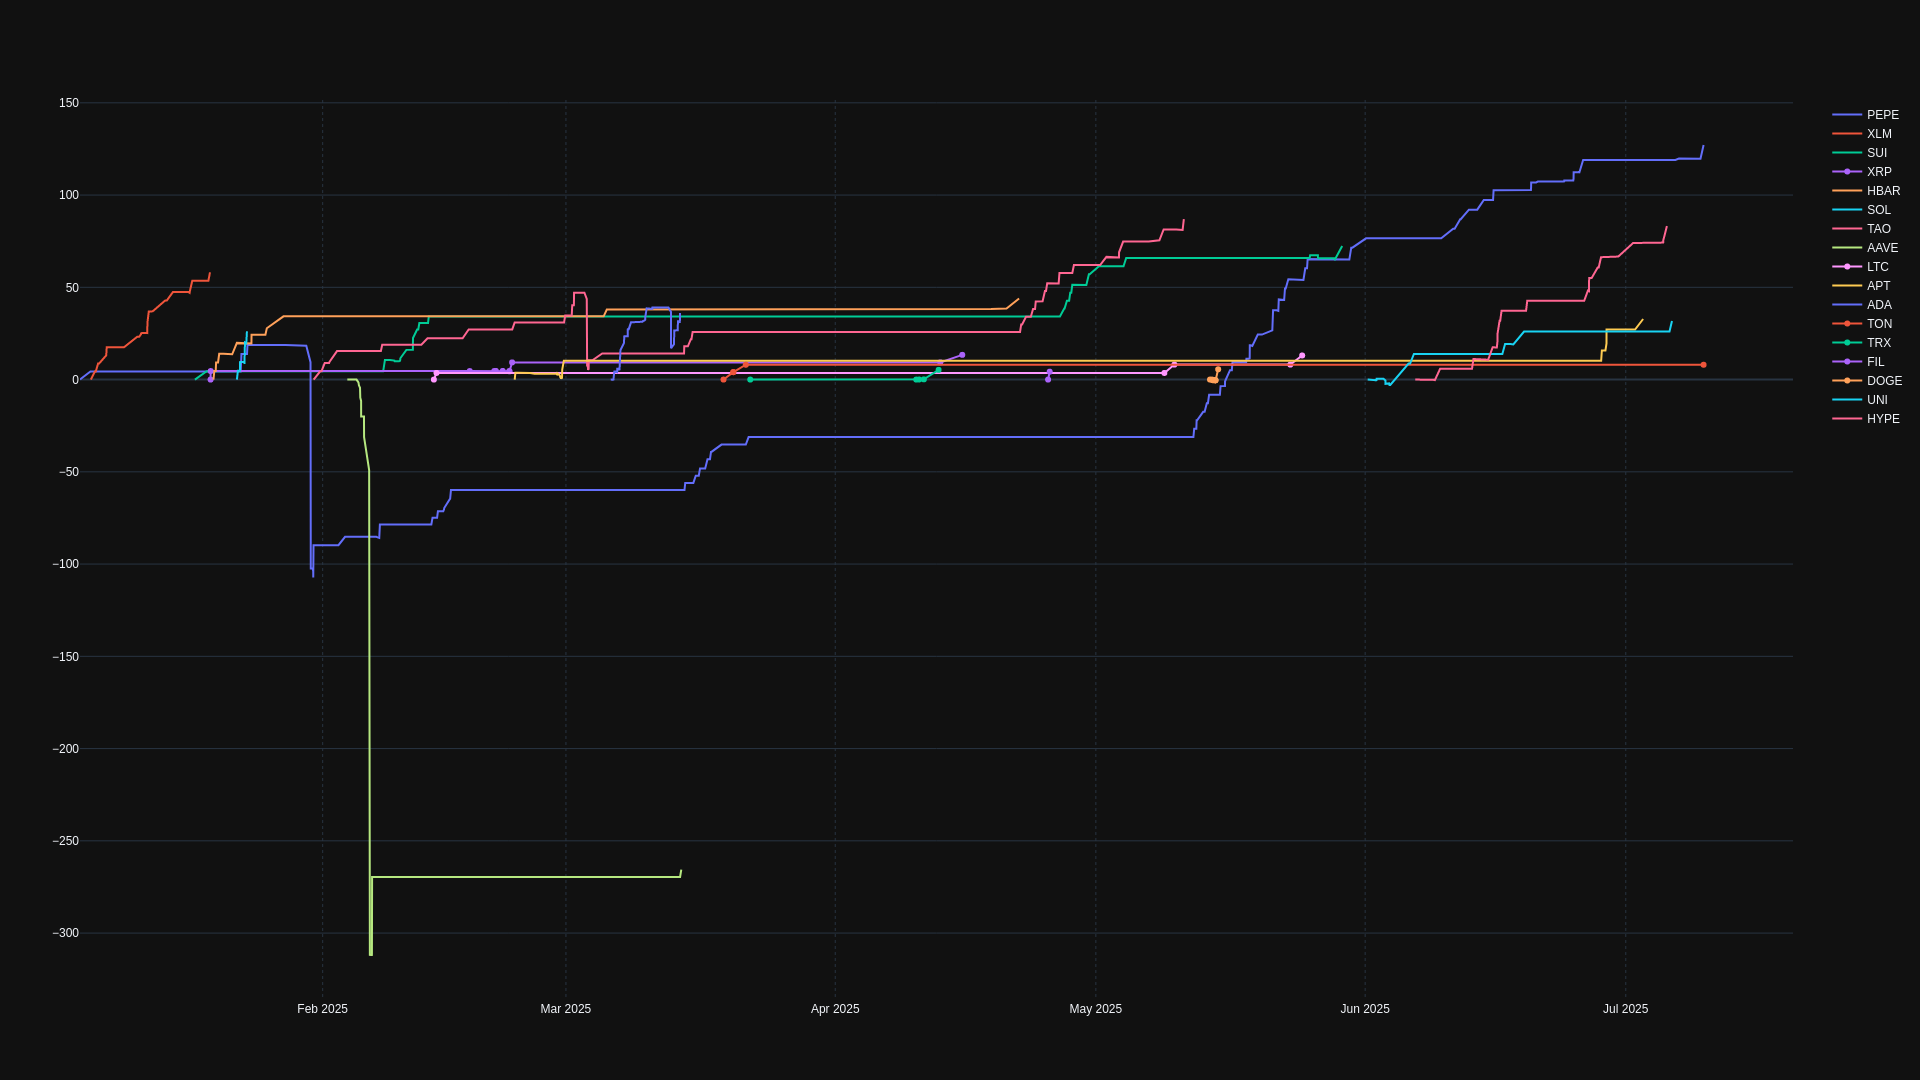 150
100
50
0
−50
−100
−150
−200
−250
−300
Feb 2025
Mar 2025
Apr 2025
May 2025
Jun 2025
Jul 2025
PEPE
XLM
SUI
XRP
HBAR
SOL
TAO
AAVE
LTC
APT
ADA
TON
TRX
FIL
DOGE
UNI
HYPE